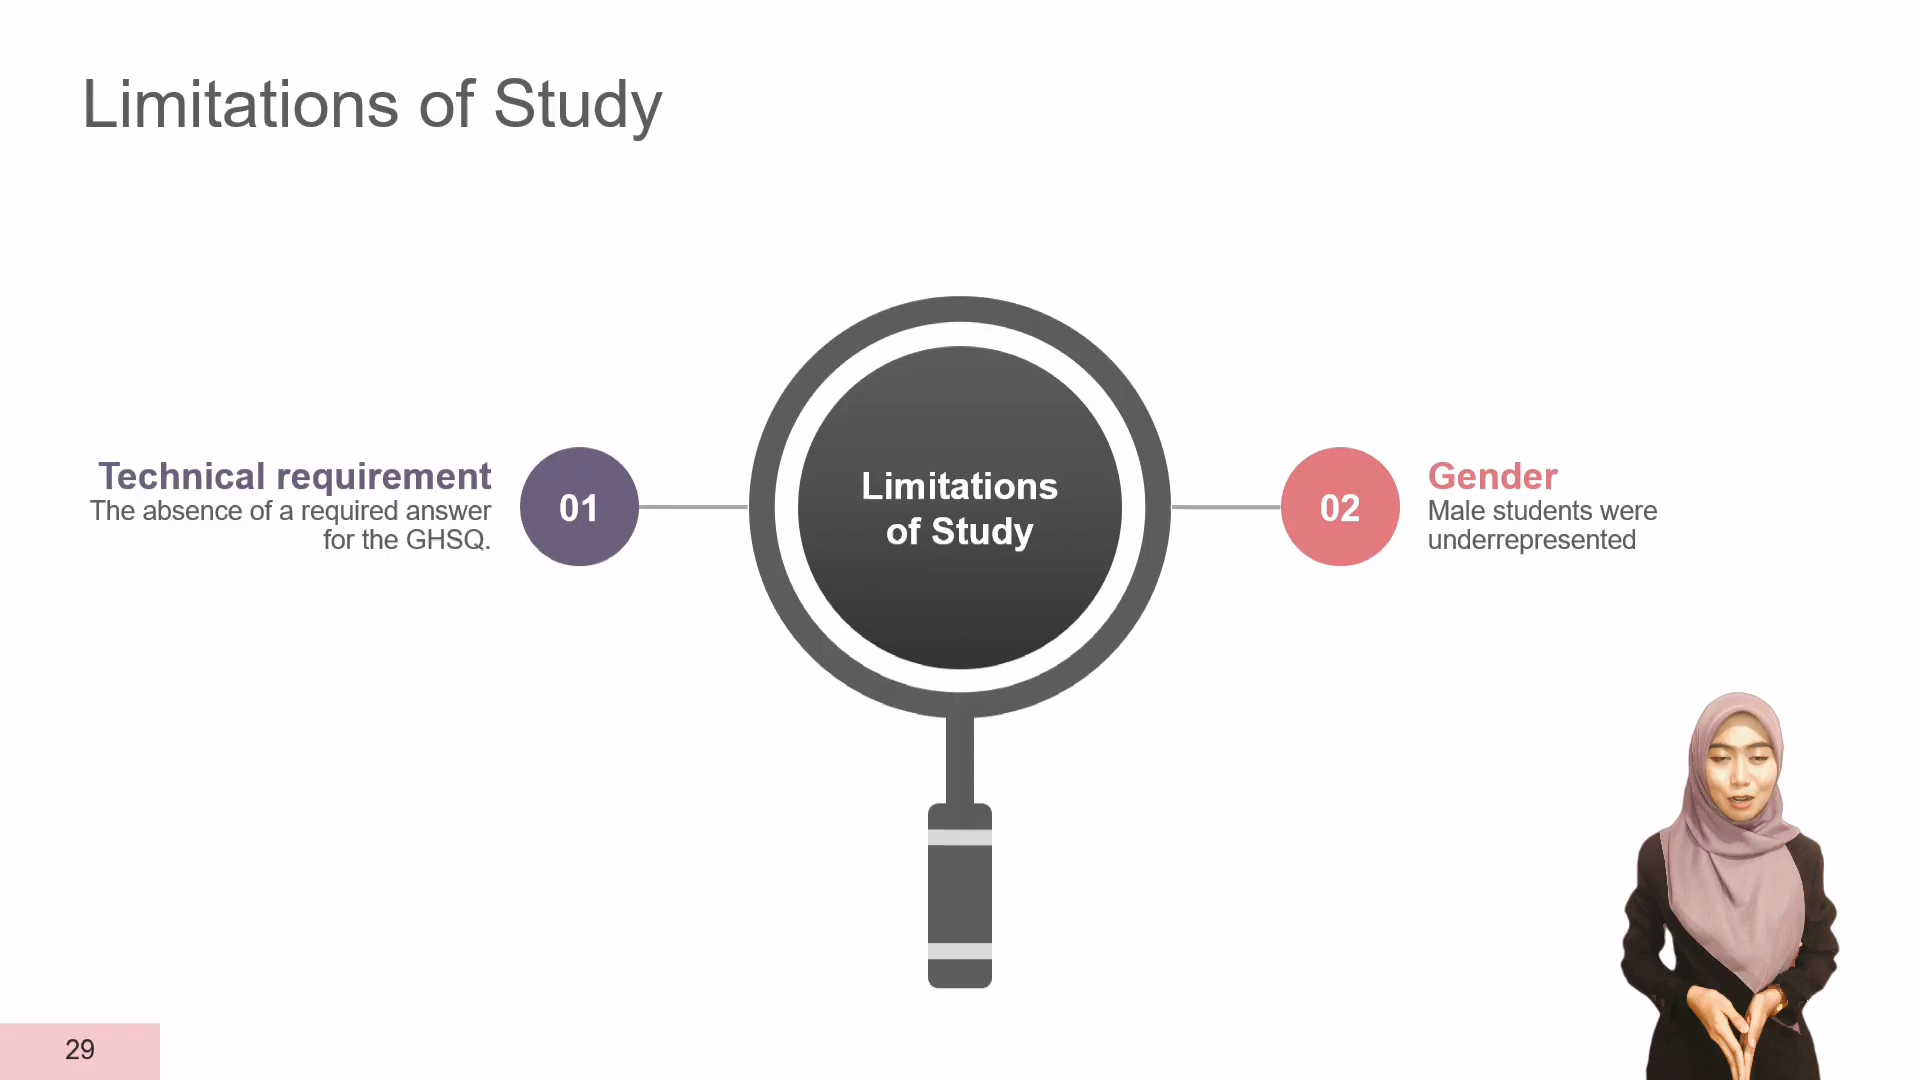 Limitations of Study
Technical requirement
The absence of a required answer
for the GHSQ.
01
Limitations
of Study
02
Gender
Male students were
underrepresented
29